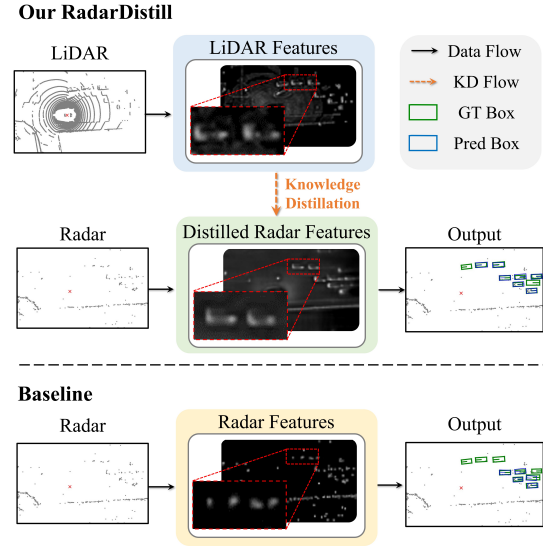 Our RadarDistill
LiDAR
LiDAR Features
Data Flow
KD Flow
GT Box
Pred Box
Knowledge
Distillation
Radar
Distilled Radar Features
Output
Baseline
Radar
Radar Features
Output